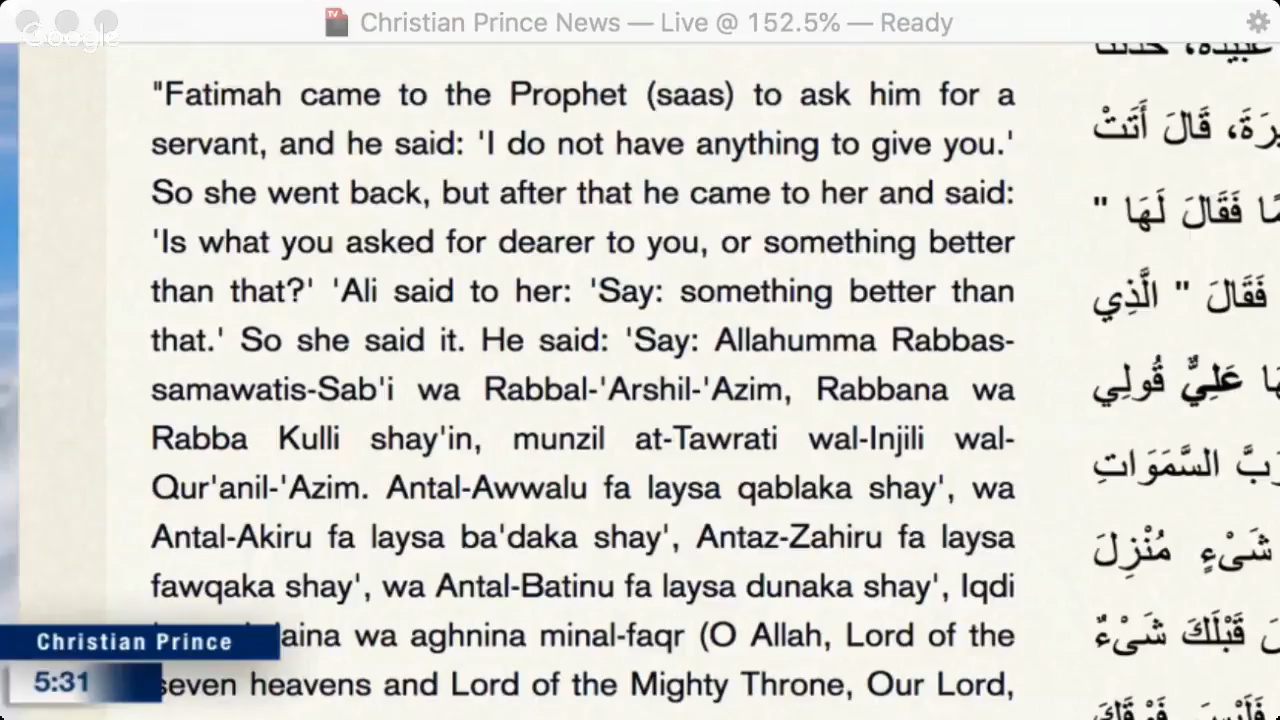 Christian Prince News — Live @ 152.5% — Ready
Google
"Fatimah came to the Prophet (saas) to ask him for a
servant, and he said: 'I do not have anything to give you.'
So she went back, but after that he came to her and said:
'Is what you asked for dearer to you, or something better
than that?' 'Ali said to her: 'Say: something better than
that.' So she said it. He said: 'Say: Allahumma Rabbas-
samawatis-Sab'i wa Rabbal-'Arshil-'Azim, Rabbana wa
Rabba Kulli shay'in, munzil at-Tawrati wal-Injili wal-
Qur'anil-'Azim. Antal-Awwalu fa laysa qablaka shay', wa
Antal-Akiru fa laysa ba'daka shay', Antaz-Zahiru fa laysa
fawqaka shay', wa Antal-Batinu fa laysa dunaka shay', Iqdi
wa aghnina minal-faqr (O Allah, Lord of the
seven heavens and Lord of the Mighty Throne, Our Lord,
قَالَ أَتَتْ
فَقَالَ لَهَا "
فَقَالَ " الَّذِي
عَلِيٌّ قُولِي
السَّمَوَاتِ
شَىْءٍ مُنْزِلَ
قَبْلَكَ شَىْءٌ
Christian Prince
5:31